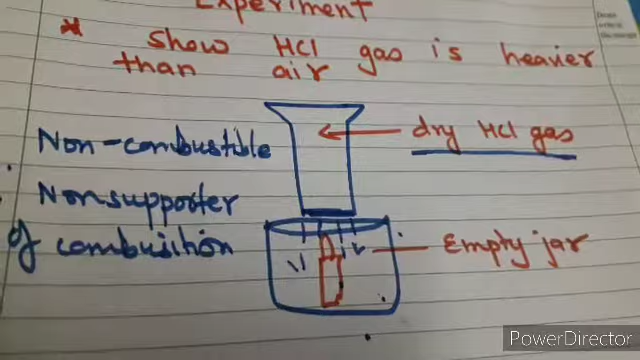 Experiment
* Show HCl gas is heavier
than air
Non-combustible
Nonsupporter
of combustion
dry HCl gas
Empty jar
PowerDirector